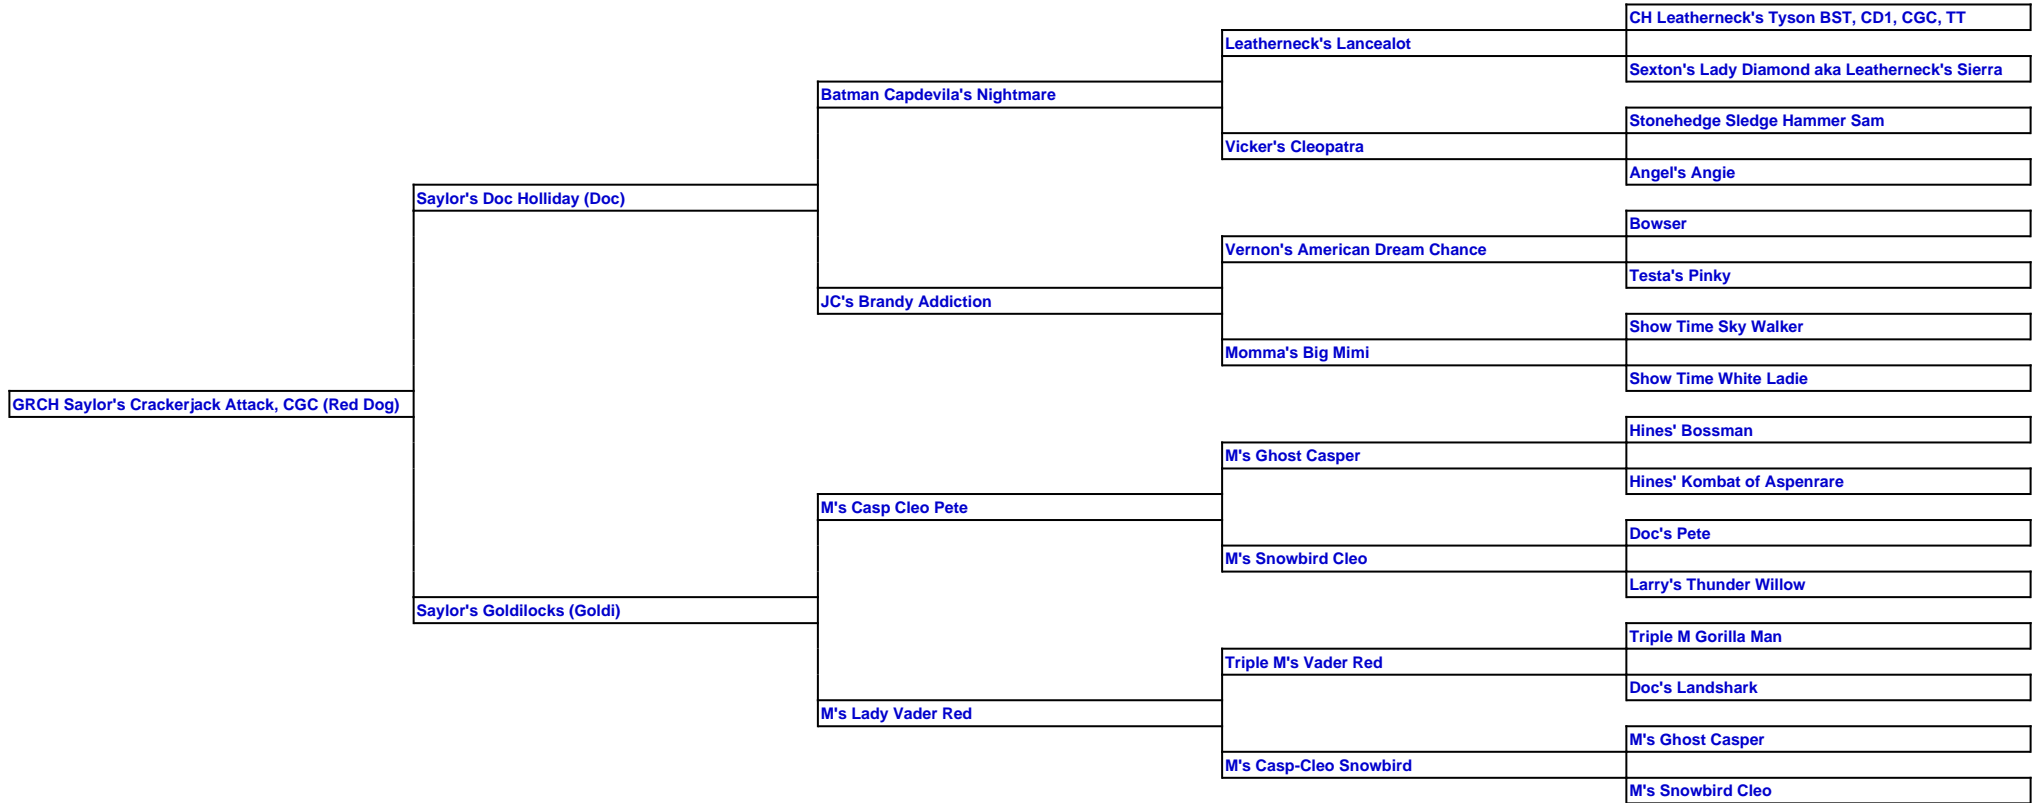 CH Leatherneck's Tyson BST, CD1, CGC, TT
Leatherneck's Lancealot
Sexton's Lady Diamond aka Leatherneck's Sierra
Batman Capdevila's Nightmare
Stonehedge Sledge Hammer Sam
Vicker's Cleopatra
Angel's Angie
Saylor's Doc Holliday (Doc)
Bowser
Vernon's American Dream Chance
Testa's Pinky
JC's Brandy Addiction
Show Time Sky Walker
Momma's Big Mimi
Show Time White Ladie
GRCH Saylor's Crackerjack Attack, CGC (Red Dog)
Hines' Bossman
M's Ghost Casper
Hines' Kombat of Aspenrare
M's Casp Cleo Pete
Doc's Pete
M's Snowbird Cleo
Larry's Thunder Willow
Saylor's Goldilocks (Goldi)
Triple M Gorilla Man
Triple M's Vader Red
Doc's Landshark
M's Lady Vader Red
M's Ghost Casper
M's Casp-Cleo Snowbird
M's Snowbird Cleo